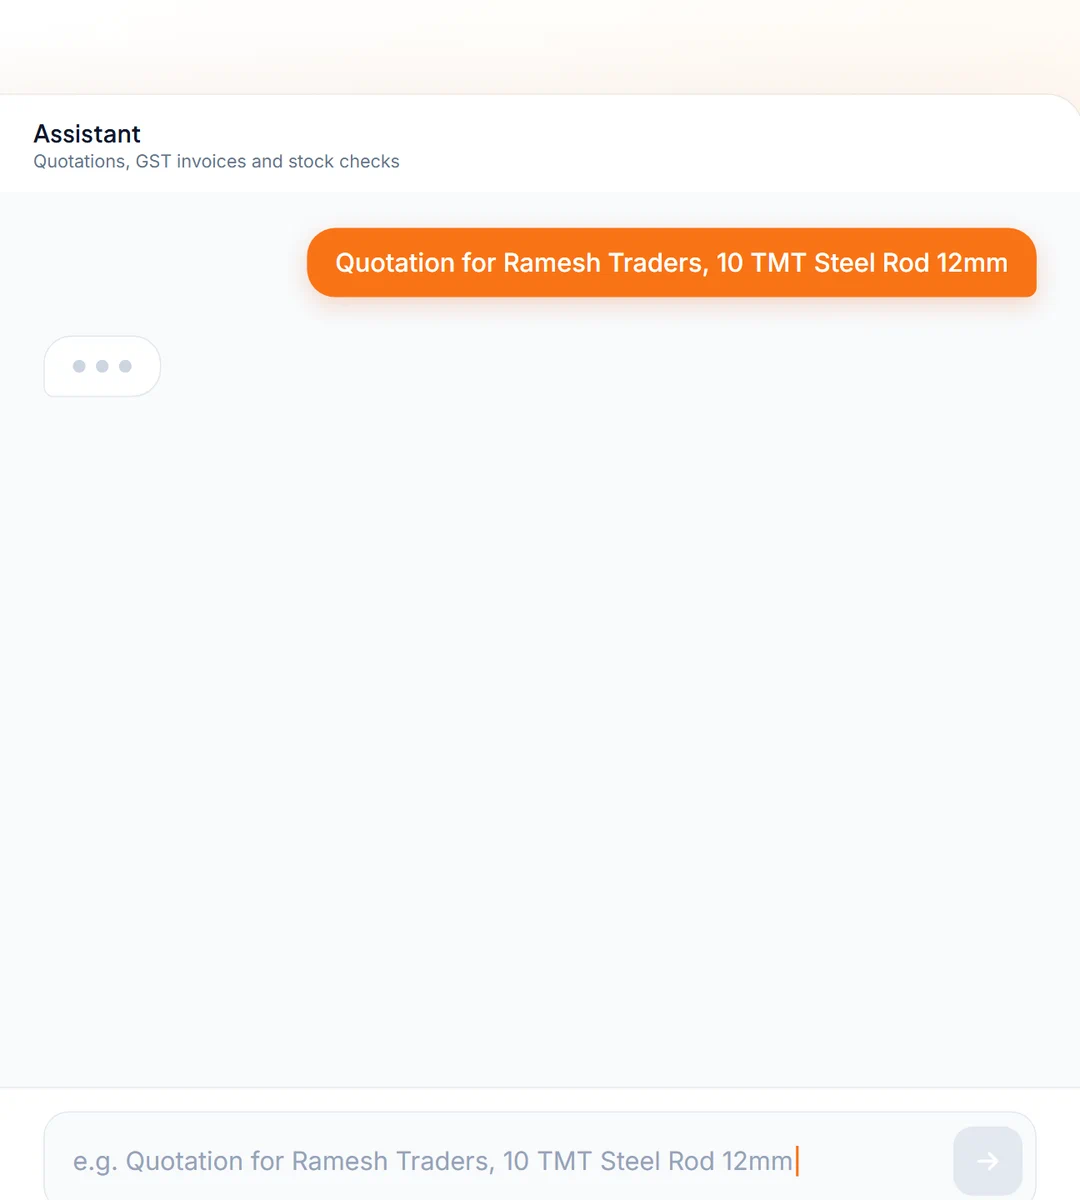 Assistant
Quotations, GST invoices and stock checks
Quotation for Ramesh Traders, 10 TMT Steel Rod 12mm
e.g. Quotation for Ramesh Traders, 10 TMT Steel Rod 12mm